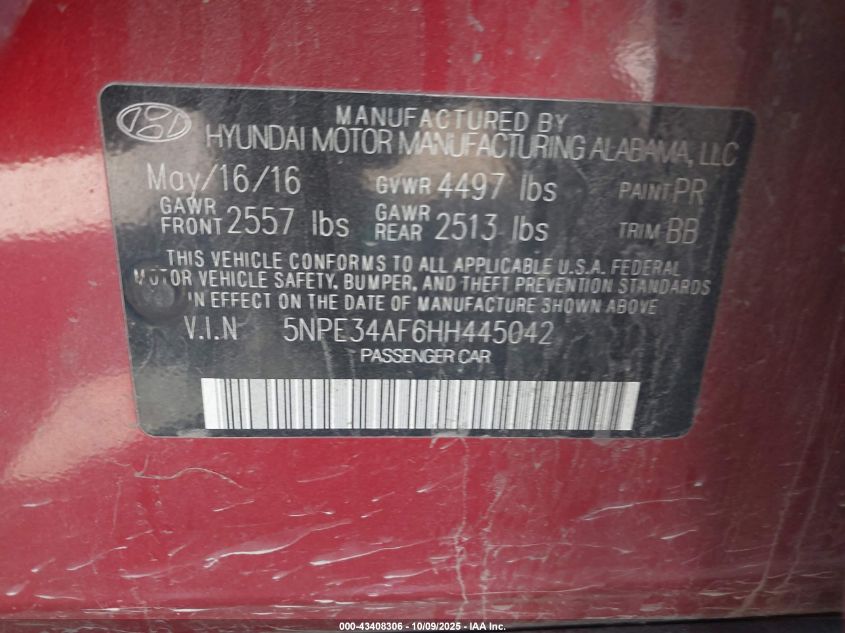 MANUFACTURED BY
HYUNDAI MOTOR MANUFACTURING ALABAMA, LLC
May/16/16 GVWR 4497 lbs PAINT PR
GAWR FRONT 2557 lbs GAWR REAR 2513 lbs TRIM BB
THIS VEHICLE CONFORMS TO ALL APPLICABLE U.S.A. FEDERAL
MOTOR VEHICLE SAFETY, BUMPER, AND THEFT PREVENTION STANDARDS
IN EFFECT ON THE DATE OF MANUFACTURE SHOWN ABOVE
V.I.N 5NPE34AF6HH445042
PASSENGER CAR
000-43408306 - 10/09/2025 - IAA Inc.